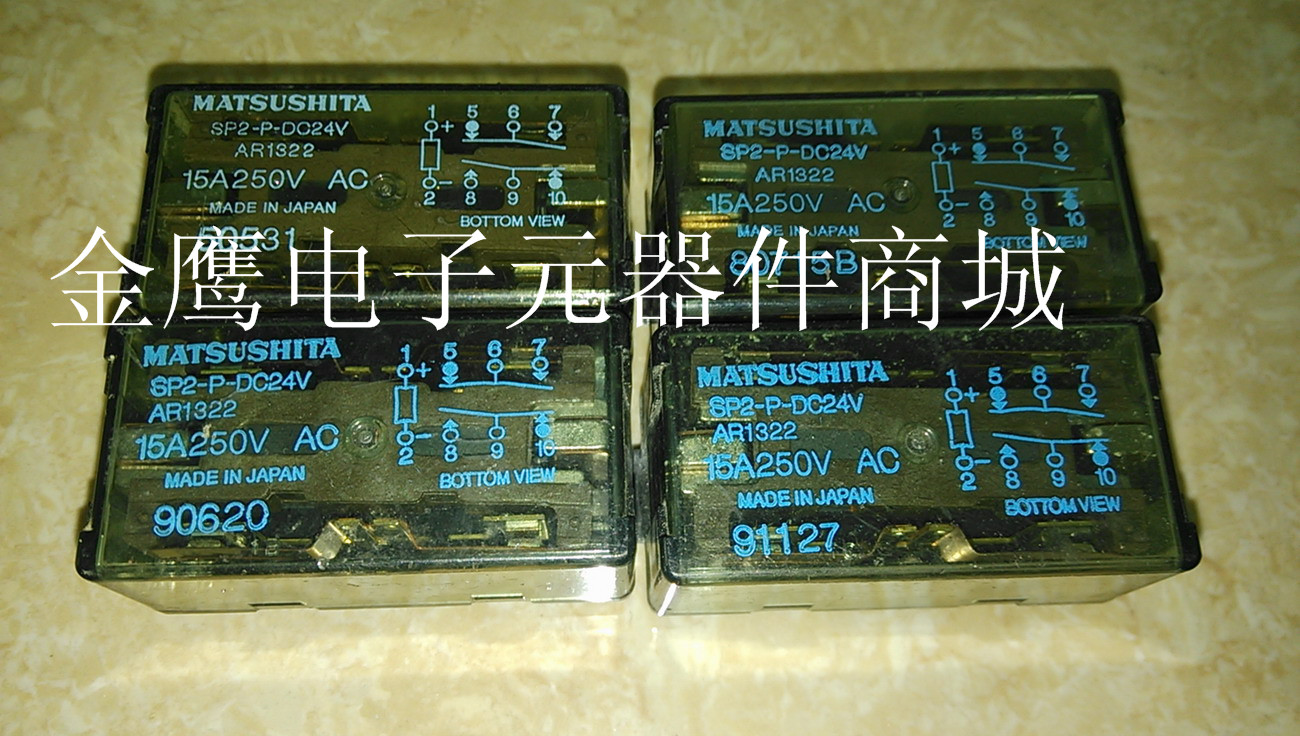 MATSUSHITA
SP2-P-DC24V
AR1322
15A250V AC
MADE IN JAPAN
1 + 5 6 7
2 - 8 9 10
BOTTOM VIEW
MATSUSHITA
SP2-P-DC24V
AR1322
15A250V AC
MADE IN JAPAN
1 + 5 6 7
2 - 8 9 10
BOTTOM VIEW
金鹰电子元器件商城
MATSUSHITA
SP2-P-DC24V
AR1322
15A250V AC
MADE IN JAPAN
90620
1 + 5 6 7
2 - 8 9 10
BOTTOM VIEW
MATSUSHITA
SP2-P-DC24V
AR1322
15A250V AC
MADE IN JAPAN
91127
1 + 5 6 7
2 - 8 9 10
BOTTOM VIEW